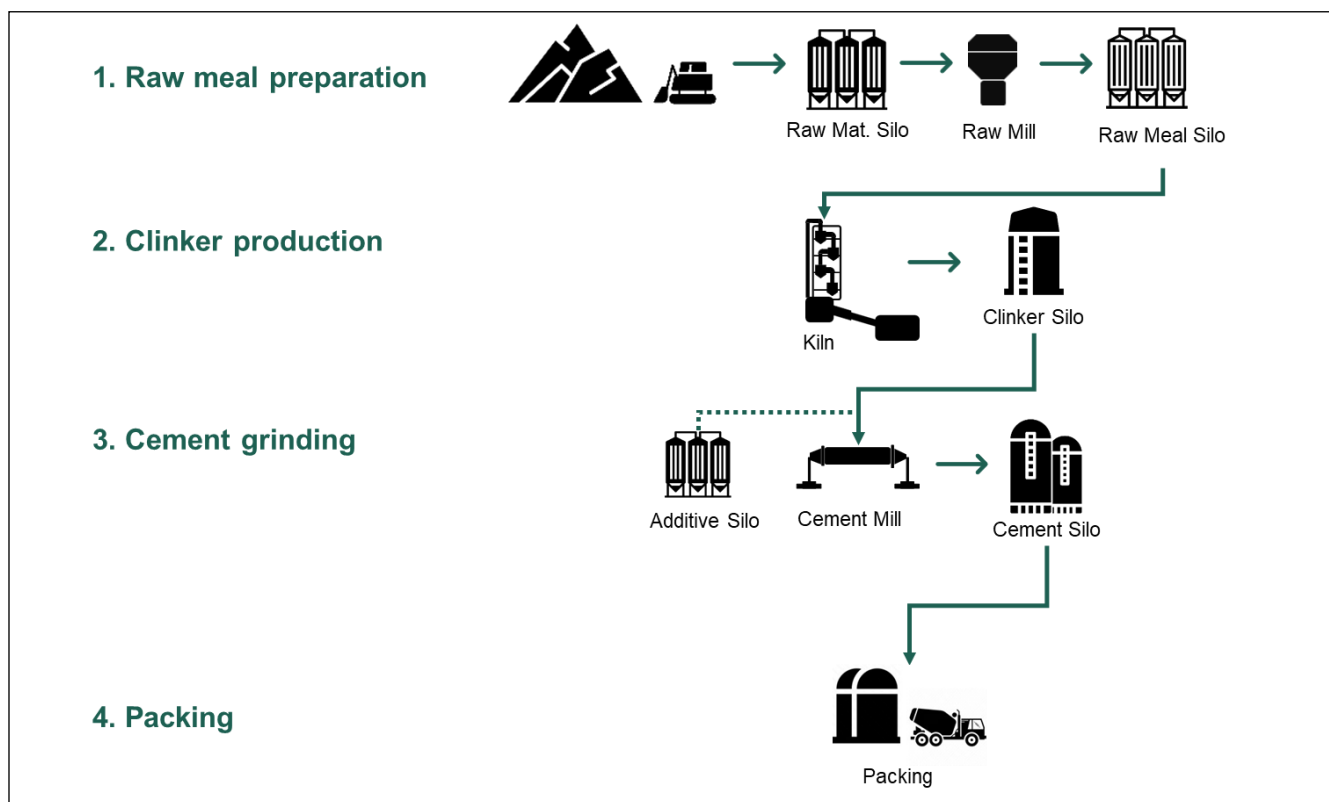 1. Raw meal preparation
Raw Mat. Silo
Raw Mill
Raw Meal Silo
2. Clinker production
Kiln
Clinker Silo
3. Cement grinding
Additive Silo
Cement Mill
Cement Silo
4. Packing
Packing